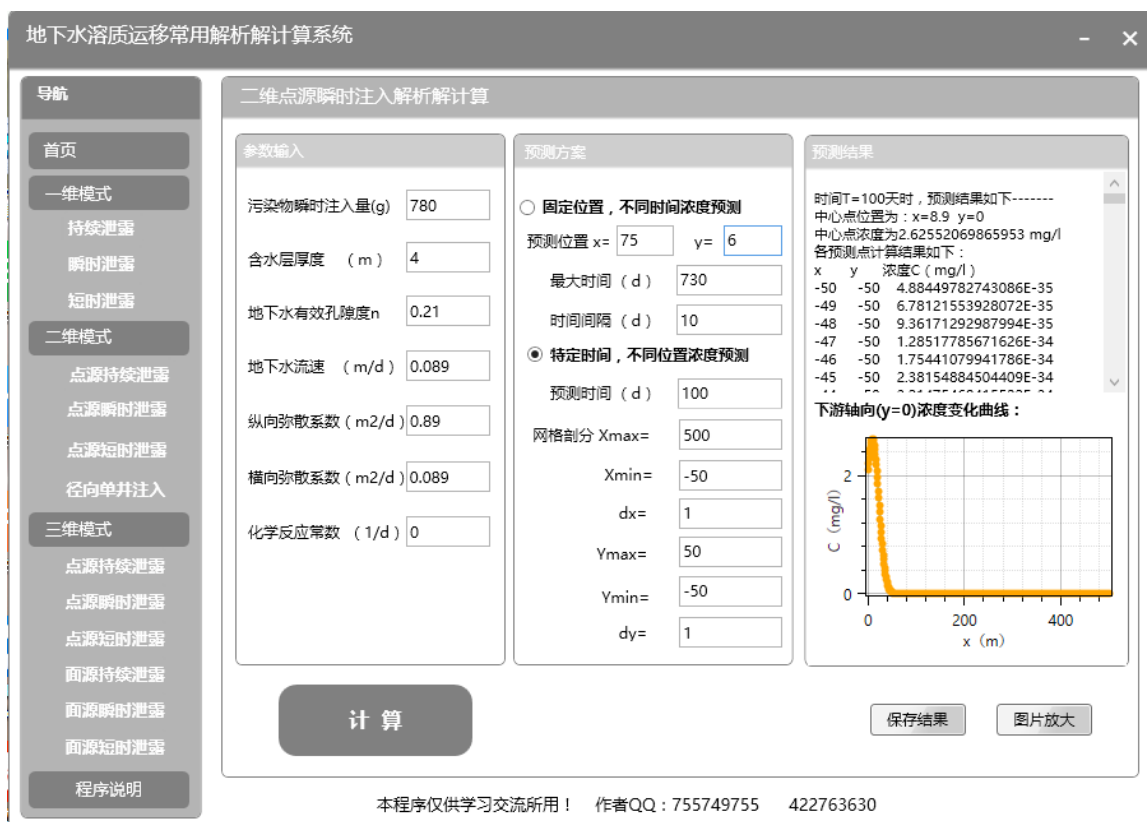 地下水溶质运移常用解析解计算系统
导航
首页
一维模式
持续泄露
瞬时泄露
短时泄露
二维模式
点源持续泄露
点源瞬时泄露
点源短时泄露
径向单井注入
三维模式
点源持续泄露
点源瞬时泄露
点源短时泄露
面源持续泄露
面源瞬时泄露
面源短时泄露
程序说明
二维点源瞬时注入解析解计算
参数输入
污染物瞬时注入量(g) 780
含水层厚度 （m） 4
地下水有效孔隙度n 0.21
地下水流速 （m/d） 0.089
纵向弥散系数（m2/d） 0.89
横向弥散系数（m2/d） 0.089
化学反应常数 （1/d） 0
预测方案
固定位置，不同时间浓度预测
预测位置 x= 75 y= 6
最大时间（d） 730
时间间隔（d） 10
特定时间，不同位置浓度预测
预测时间（d） 100
网格剖分 Xmax= 500
Xmin= -50
dx= 1
Ymax= 50
Ymin= -50
dy= 1
预测结果
时间T=100天时，预测结果如下-------
中心点位置为：x=8.9 y=0
中心点浓度为2.62552069865953 mg/l
各预测点计算结果如下：
x y 浓度C（mg/l）
-50 -50 4.88449782743086E-35
-49 -50 6.78121553928072E-35
-48 -50 9.36171292987994E-35
-47 -50 1.28517785671626E-34
-46 -50 1.75441079941786E-34
-45 -50 2.38154884504409E-34
下游轴向(y=0)浓度变化曲线：
C（mg/l）
2
0
0 200 400
x（m）
计 算
保存结果 图片放大
本程序仅供学习交流所用！ 作者QQ：755749755 422763630